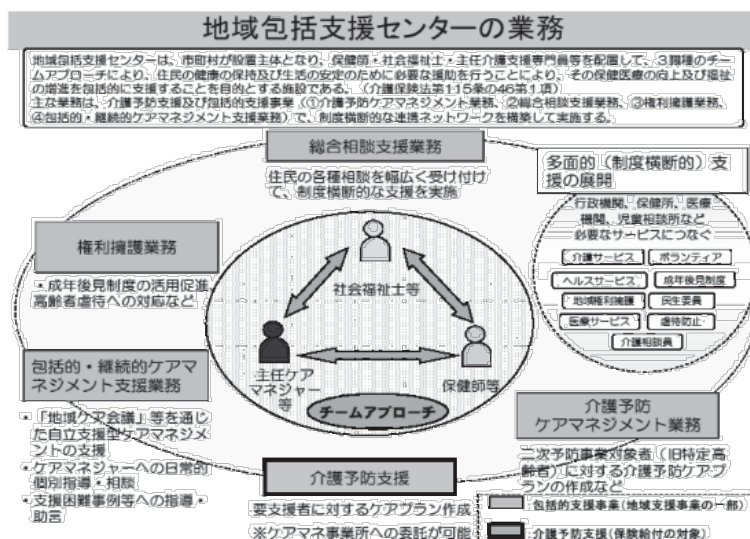 地域包括支援センターの業務
地域包括支援センターは、市町村が設置主体となり、保健師・社会福祉士・主任介護支援専門員等を配置して、3職種のチー
ムアプローチにより、住民の健康の保持及び生活の安定のために必要な援助を行うことにより、その保健医療の向上及び福祉
の増進を包括的に支援することを目的とする施設である。（介護保険法第115条の46第1項）
主な業務は、介護予防支援及び包括的支援事業（①介護予防ケアマネジメント業務、②総合相談支援業務、③権利擁護業務、
④包括的・継続的ケアマネジメント支援業務）で、制度横断的な連携ネットワークを構築して実施する。
総合相談支援業務
住民の各種相談を幅広く受け付け
て、制度横断的な支援を実施
多面的（制度横断的）支
援の展開
行政機関、保健所、医療
機関、児童相談所など
必要なサービスにつなぐ
介護サービス
ボランティア
ヘルスサービス
成年後見制度
地域権利擁護
民生委員
医療サービス
虐待防止
介護相談員
権利擁護業務
・成年後見制度の活用促進、
高齢者虐待への対応など
社会福祉士等
主任ケア
マネジャー
等
保健師等
チームアプローチ
包括的・継続的ケアマ
ネジメント支援業務
・「地域ケア会議」等を通じ
た自立支援型ケアマネジメ
ントの支援
・ケアマネジャーへの日常的
個別指導・相談
・支援困難事例等への指導・
助言
介護予防
ケアマネジメント業務
二次予防事業対象者（旧特定高
齢者）に対する介護予防ケアプ
ランの作成など
介護予防支援
要支援者に対するケアプラン作成
※ケアマネ事業所への委託が可能
:包括的支援事業(地域支援事業の一部)
:介護予防支援(保険給付の対象)